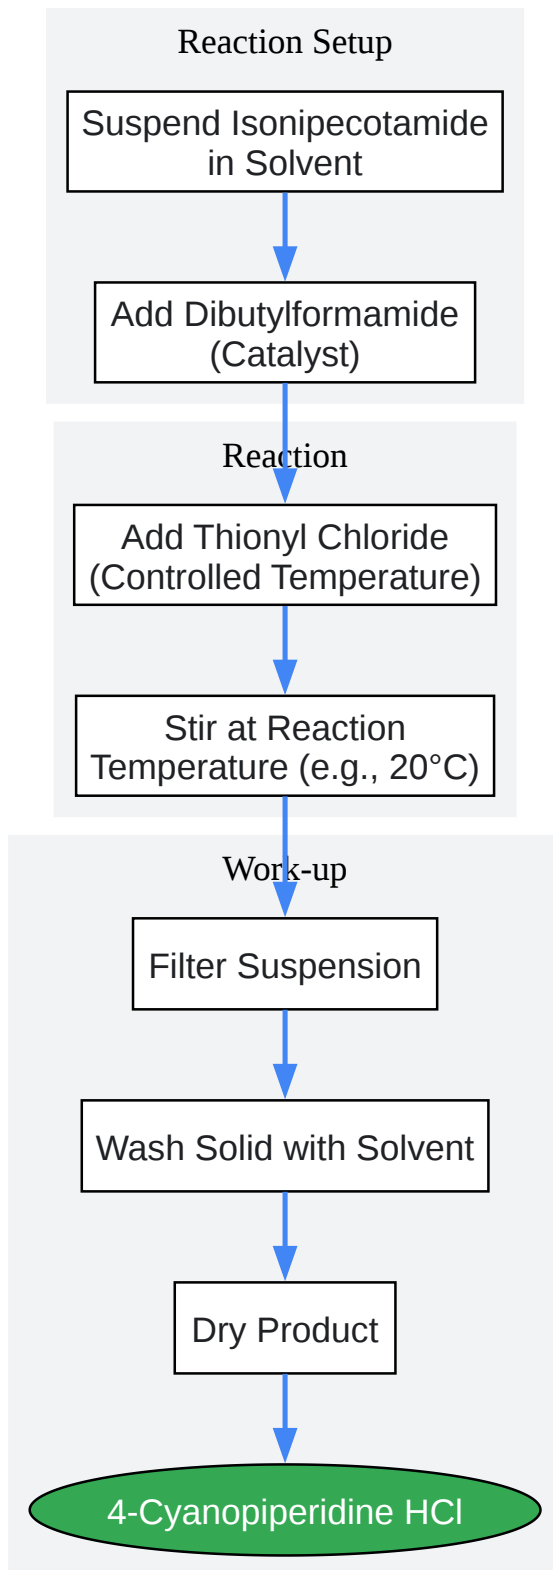 Reaction Setup
Suspend Isonipecotamide
in Solvent
Add Dibutylformamide
(Catalyst)
Reaction
Add Thionyl Chloride
(Controlled Temperature)
Stir at Reaction
Temperature (e.g., 20°C)
Work-up
Filter Suspension
Wash Solid with Solvent
Dry Product
4-Cyanopiperidine HCl